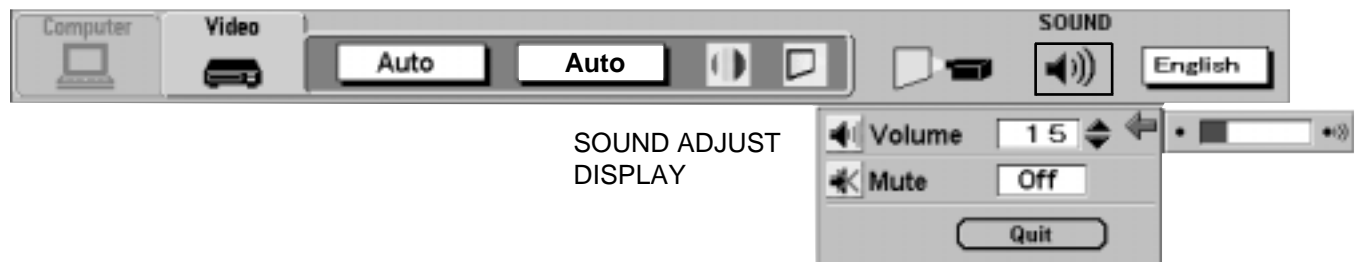 Computer Video SOUND
Auto Auto English
SOUND ADJUST
DISPLAY
Volume 15
Mute Off
Quit